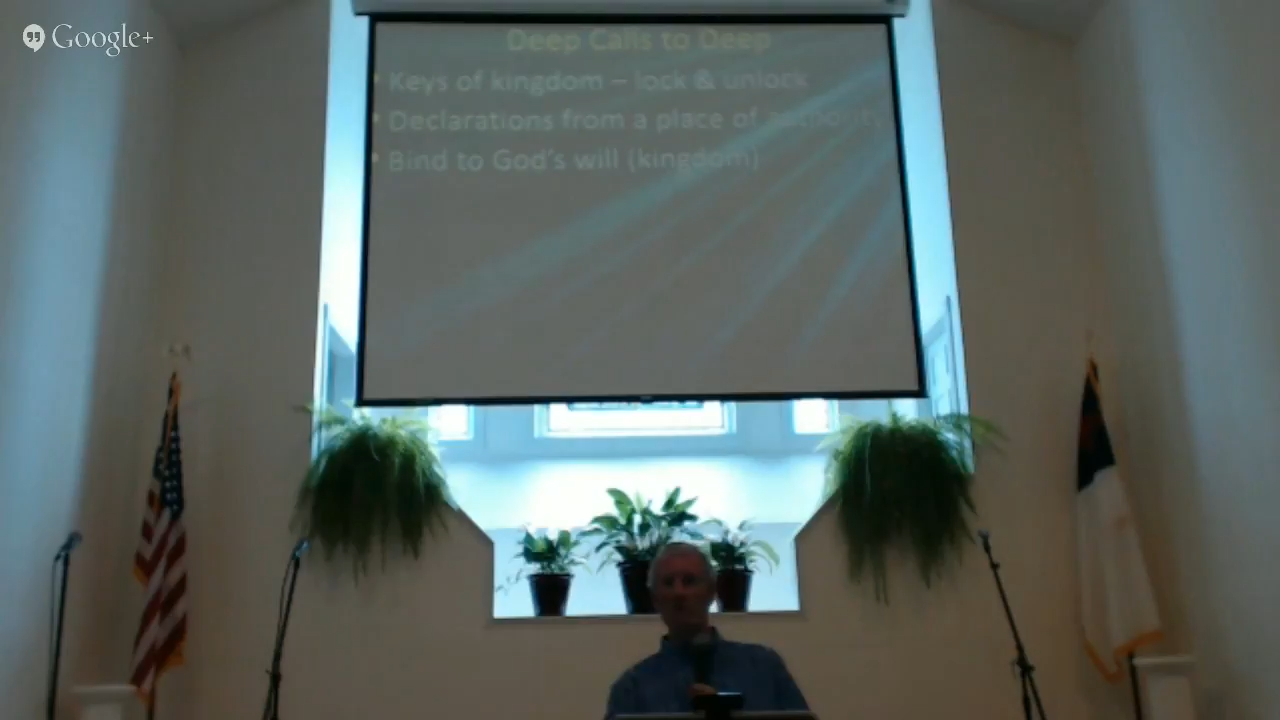 Google+
Deep Calls to Deep
• Keys of kingdom – lock & unlock
• Declarations from a place of authority
• Bind to God's will (kingdom)